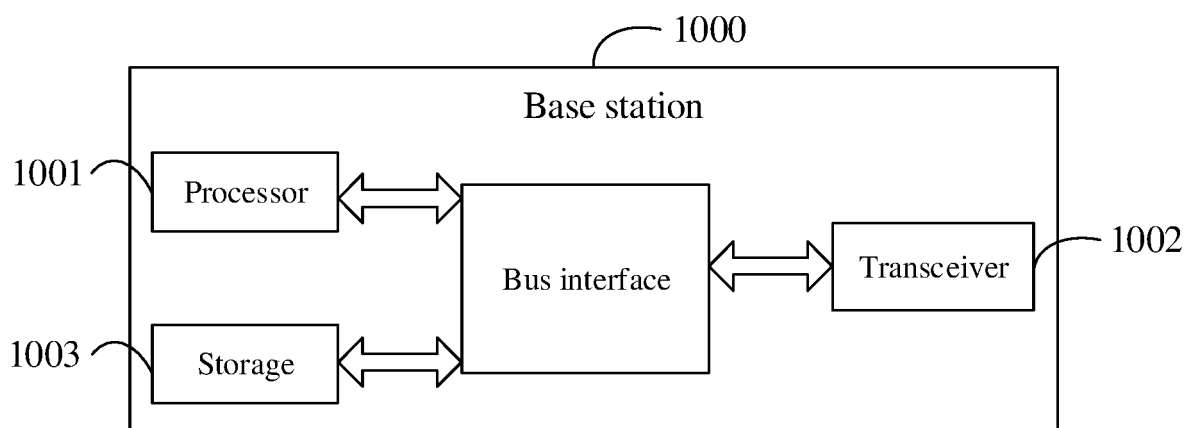 1000
Base station
1001
Processor
Bus interface
Transceiver
1002
1003
Storage